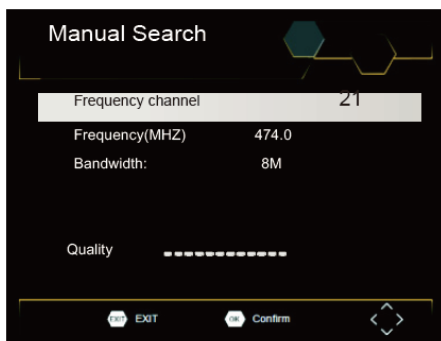 Manual Search
Frequency channel 21
Frequency(MHZ) 474.0
Bandwidth: 8M
Quality
EXIT EXIT OK Confirm